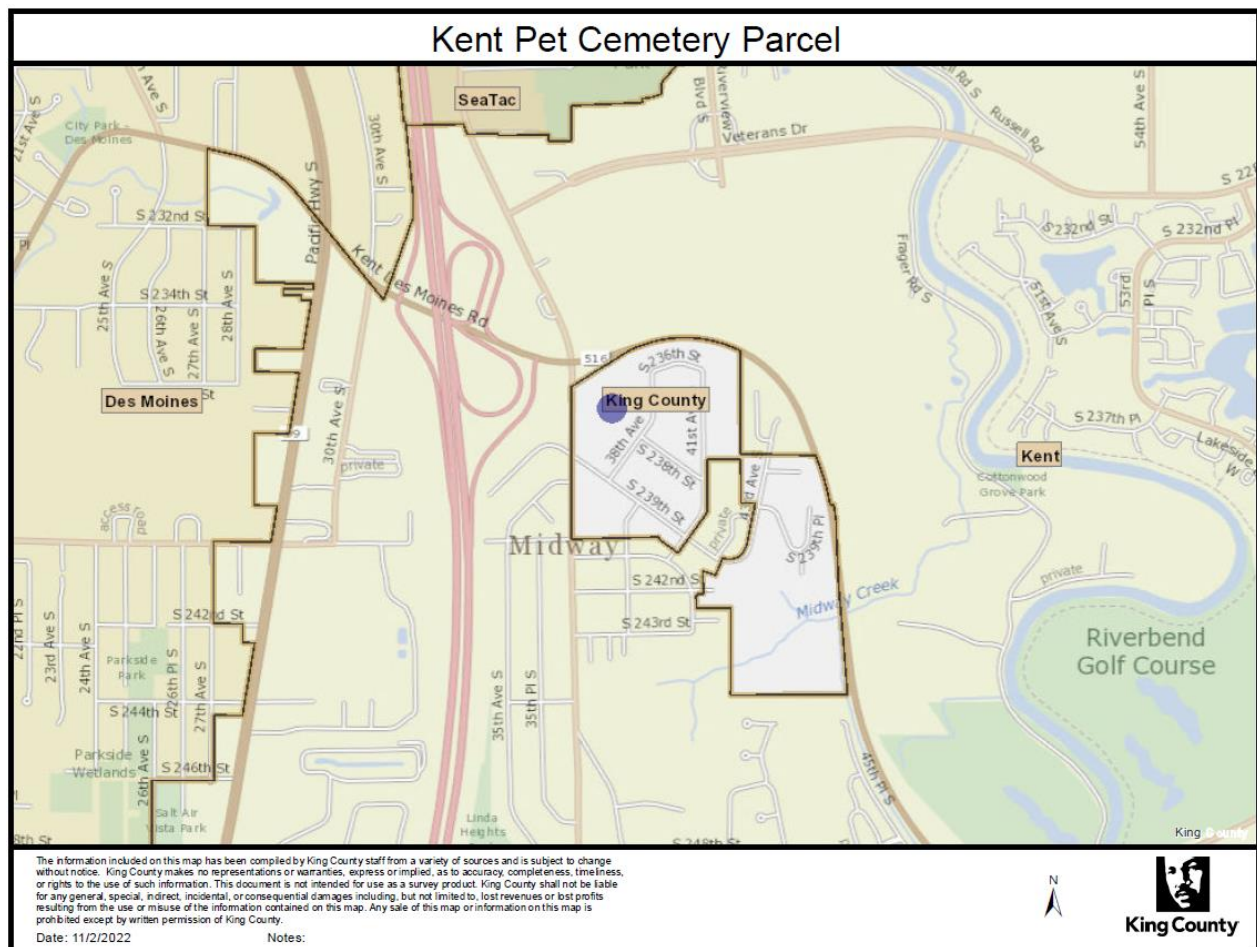 Kent Pet Cemetery Parcel
SeaTac
City Park -
Des Moines
21st Ave S
Ave S
30th Ave S
Blvd S
Riverview
Veterans Dr
Russell Rd
Rd S
54th Ave S
S 232nd St
Pacific Hwy S
Kent Des Moines Rd
S 234th St
25th Ave S
26th Ave S
27th Ave S
28th Ave S
Pl
St
Des Moines
30th Ave S
private
516
S 236th St
King County
38th Ave
41st Ave
S 238th St
S 239th St
43rd Ave S
private
S 239th Pl
Frager Rd S
S 232nd St
S 232nd Pl
51st Ave S
53rd
Pl S
S 237th Pl
Lakeside
W
Kent
Cottonwood
Grove Park
access road
Midway
S 242nd St
S 243rd St
Midway Creek
private
Riverbend
Golf Course
22nd Pl S
23rd Ave S
24th Ave S
S 242nd St
Parkside
Park
26th Pl S
27th Ave S
S 244th St
Parkside
Wetlands
26th Ave S
S 246th St
Salt Air
Vista Park
8th St
35th Ave S
35th Pl S
Linda
Heights
S 248th St
45th Pl S
King County
The information included on this map has been compiled by King County staff from a variety of sources and is subject to change
without notice. King County makes no representations or warranties, express or implied, as to accuracy, completeness, timeliness,
or rights to the use of such information. This document is not intended for use as a survey product. King County shall not be liable
for any general, special, indirect, incidental, or consequential damages including, but not limited to, lost revenues or lost profits
resulting from the use or misuse of the information contained on this map. Any sale of this map or information on this map is
prohibited except by written permission of King County.
Date: 11/2/2022 Notes:
N
King County